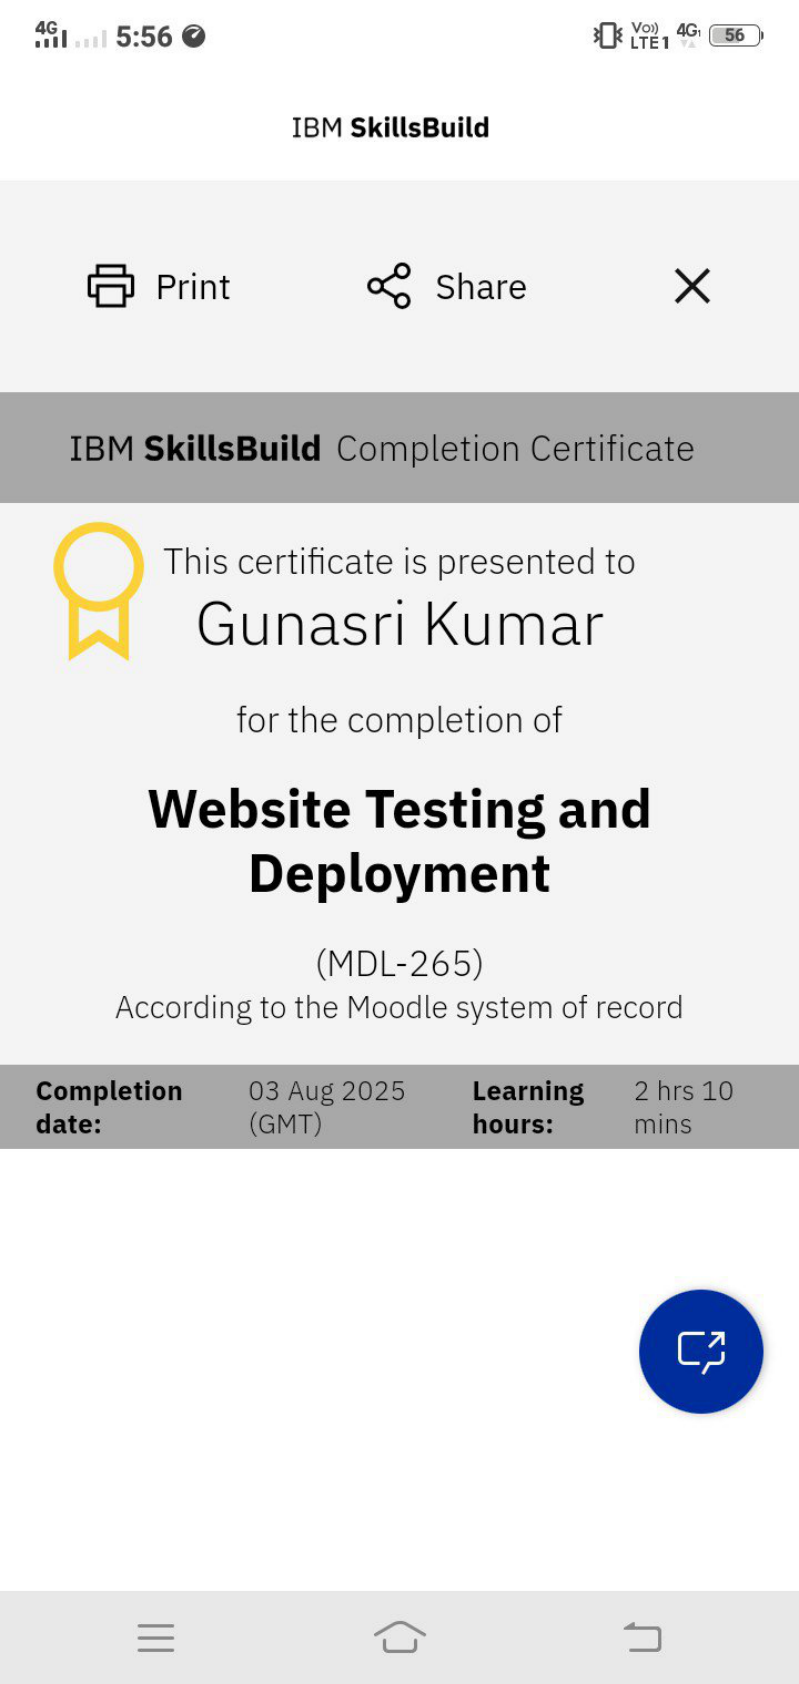 4G 5:56 Vo)) LTE 1 4G 56
IBM SkillsBuild
Print Share
IBM SkillsBuild Completion Certificate
This certificate is presented to
Gunasri Kumar
for the completion of
Website Testing and
Deployment
(MDL-265)
According to the Moodle system of record
Completion date: 03 Aug 2025 (GMT) Learning hours: 2 hrs 10 mins